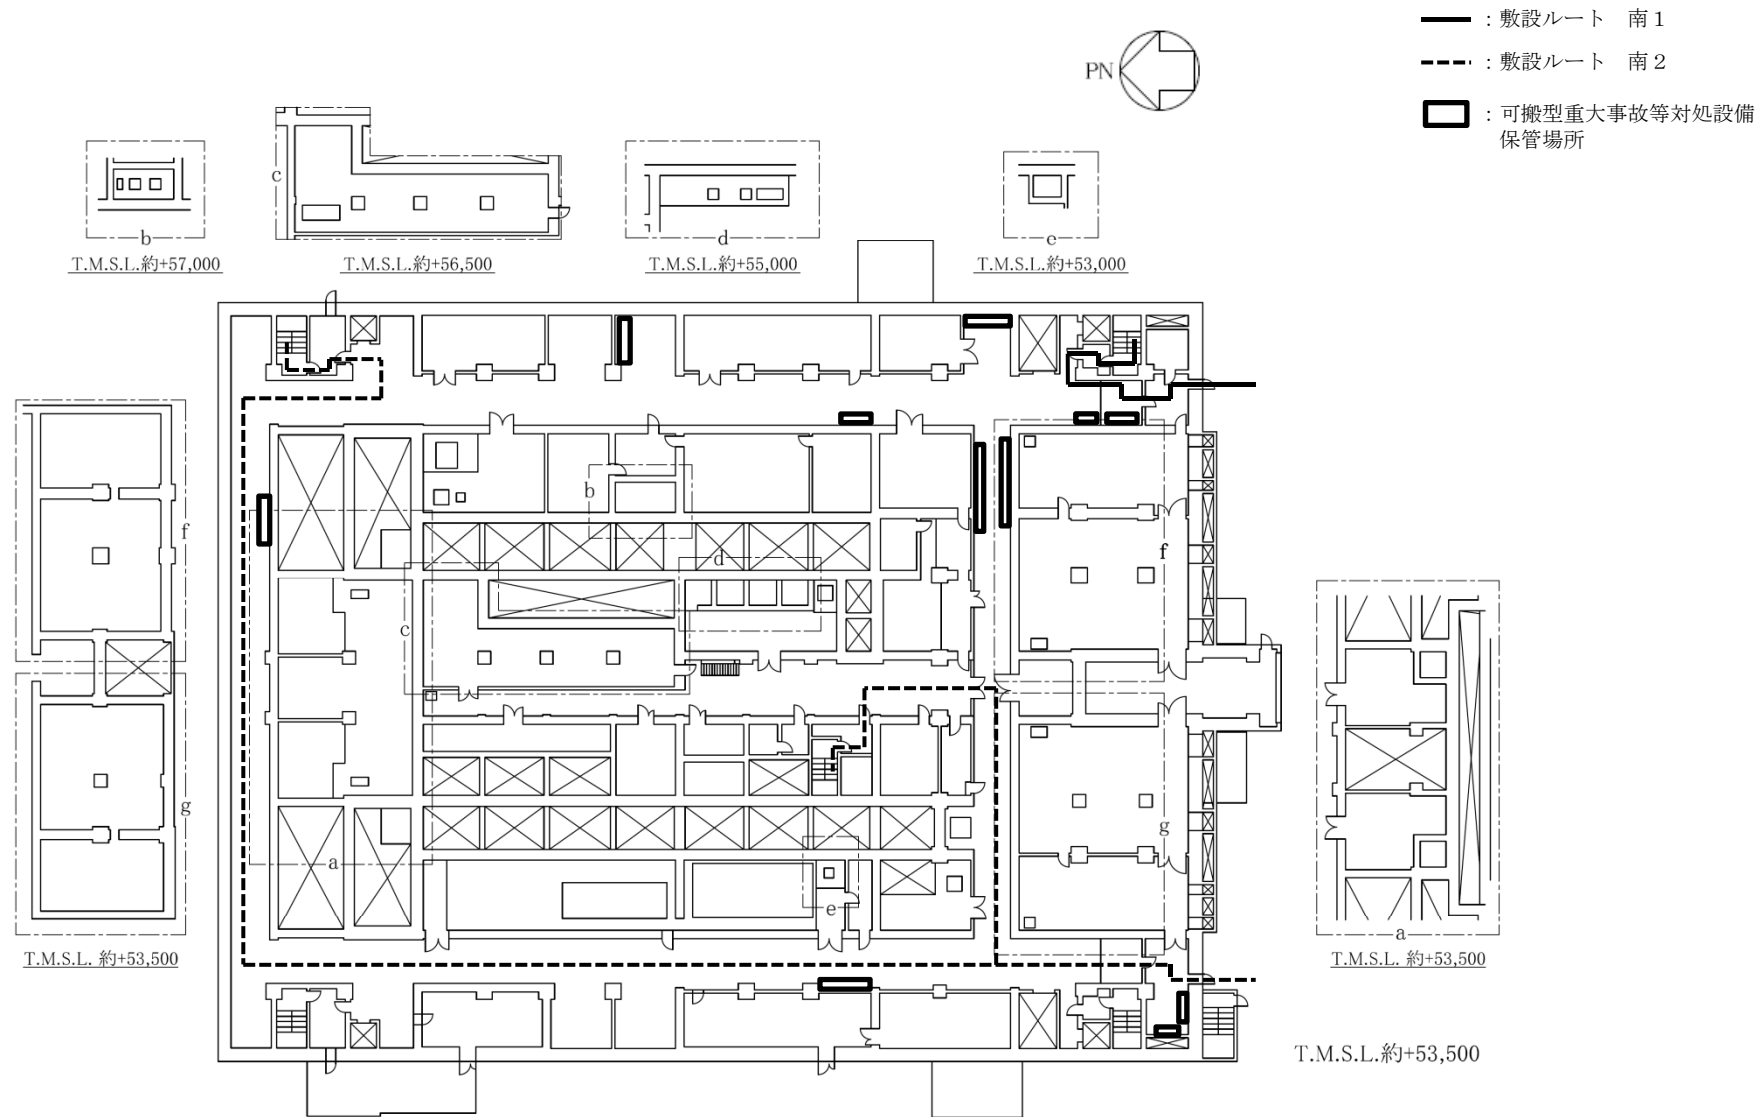 ：敷設ルート　南１
：敷設ルート　南２
：可搬型重大事故等対処設備
保管場所
PN
c
b
d
e
T.M.S.L.約+57,000
T.M.S.L.約+56,500
T.M.S.L.約+55,000
T.M.S.L.約+53,000
b
f
f
d
c
g
g
a
e
a
T.M.S.L. 約+53,500
T.M.S.L. 約+53,500
T.M.S.L.約+53,500